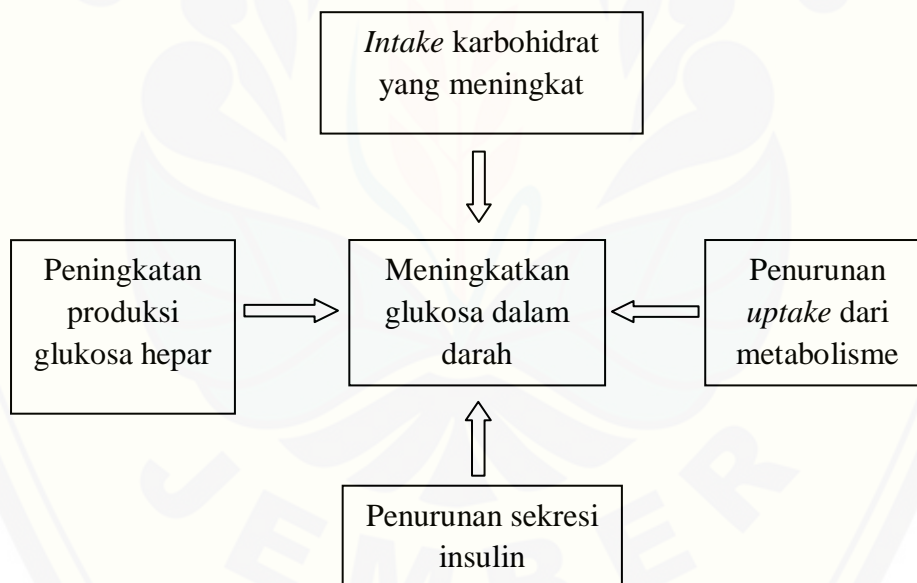 Intake karbohidrat
yang meningkat
Peningkatan
produksi
glukosa hepar
Meningkatkan
glukosa dalam
darah
Penurunan
uptake dari
metabolisme
Penurunan sekresi
insulin
JEMBER